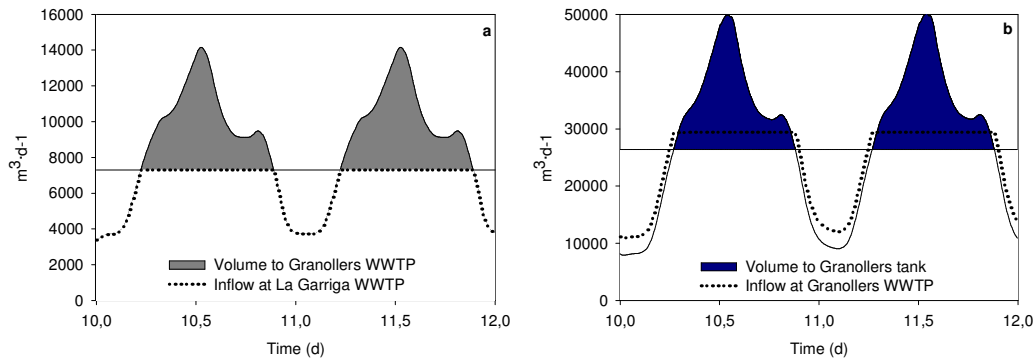 16000
14000
12000
10000
8000
6000
4000
2000
0
m3·d-1
a
Volume to Granollers WWTP
Inflow at La Garriga WWTP
10,0 10,5 11,0 11,5 12,0
Time (d)
50000
40000
30000
20000
10000
0
m3·d-1
b
Volume to Granollers tank
Inflow at Granollers WWTP
10,0 10,5 11,0 11,5 12,0
Time (d)